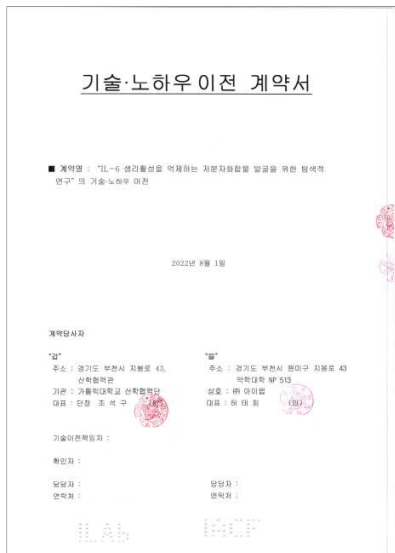 기술·노하우 이전 계약서
■ 계약명 : "IL-6 생리활성을 억제하는 저분자화합물 발굴을 위한 탐색적
연구"의 기술·노하우 이전
2022년 8월 1일
계약당사자
"갑"
주소 : 경기도 부천시 지봉로 43,
산학협력관
기관 : 가톨릭대학교 산학협력단
대표 : 단장 조 석 구
"을"
주소 : 경기도 부천시 원미구 지봉로 43
약학대학 NP 513
상호 : ㈜ 아이랩
대표 : 허 태 회 (인)
기술이전책임자 :
확인자 :
담당자 :
연락처 :
담당자 :
연락처 :
ILAb
IACF